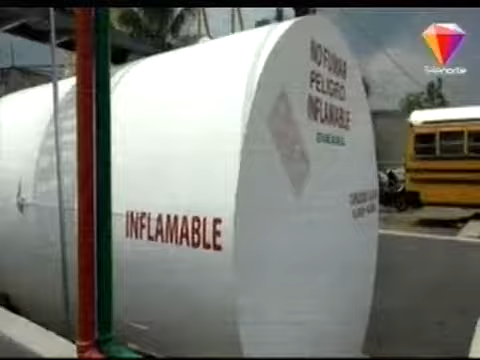 NO FUMAR
PELIGRO
INFLAMABLE
DIESEL
INFLAMABLE